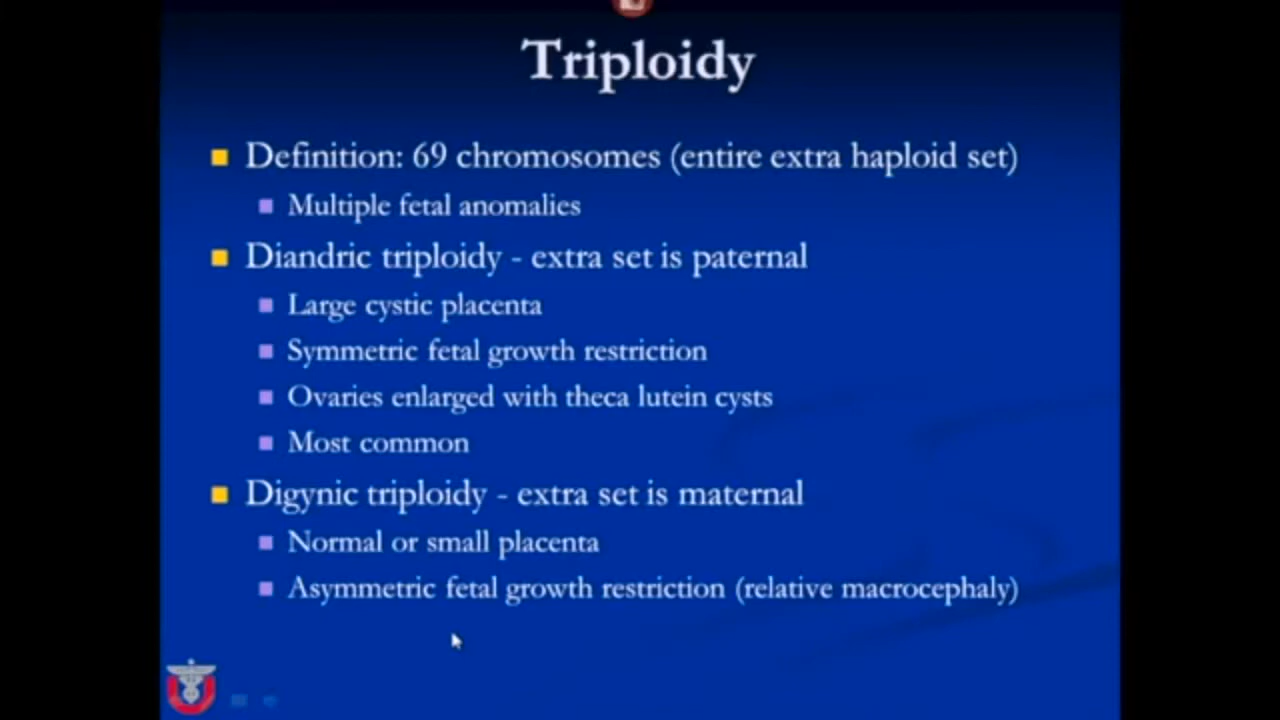 Triploidy
Definition: 69 chromosomes (entire extra haploid set)
Multiple fetal anomalies
Diandric triploidy - extra set is paternal
Large cystic placenta
Symmetric fetal growth restriction
Ovaries enlarged with theca lutein cysts
Most common
Digynic triploidy - extra set is maternal
Normal or small placenta
Asymmetric fetal growth restriction (relative macrocephaly)